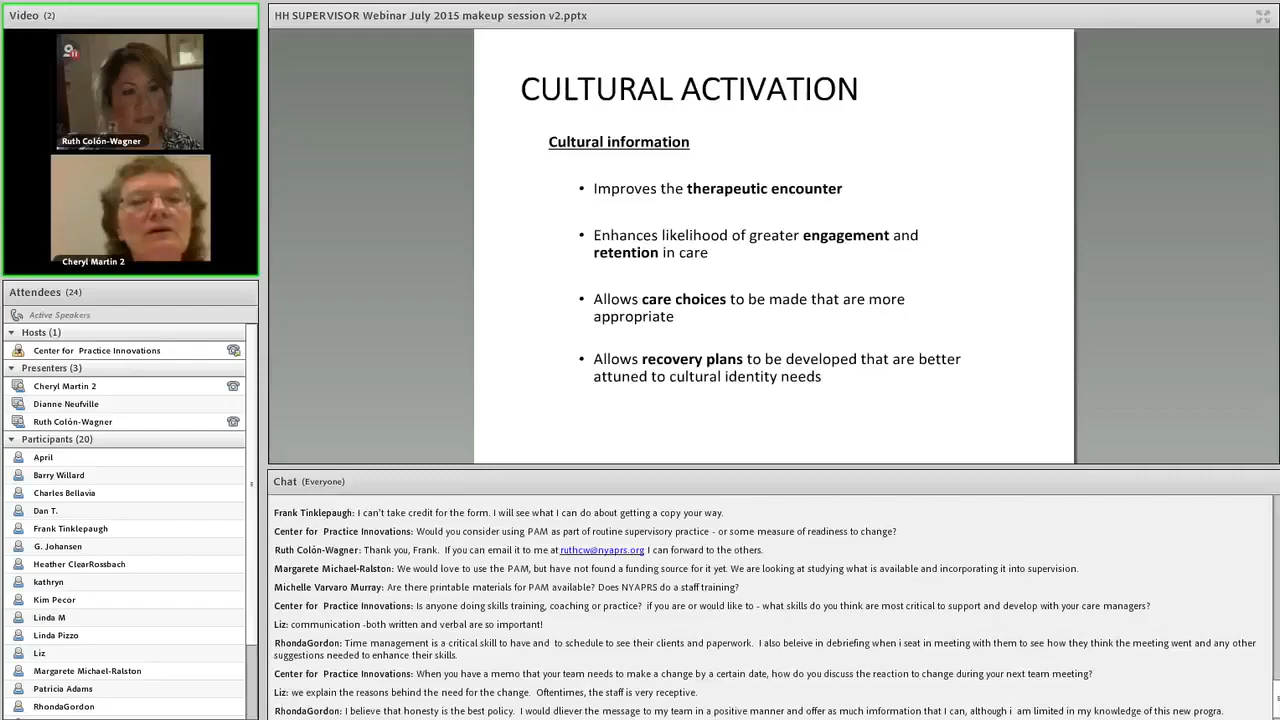 Video (2)
Ruth Colón-Wagner
Cheryl Martin 2
Attendees (24)
Active Speakers
Hosts (1)
Center for Practice Innovations
Presenters (3)
Cheryl Martin 2
Dianne Neufville
Ruth Colón-Wagner
Participants (20)
April
Barry Willard
Charles Bellavia
Dan T.
Frank Tinklepaugh
G. Johansen
Heather ClearRossbach
kathryn
Kim Pecor
Linda M
Linda Pizzo
Liz
Margarete Michael-Ralston
Patricia Adams
RhondaGordon
HH SUPERVISOR Webinar July 2015 makeup session v2.pptx
CULTURAL ACTIVATION
Cultural information
• Improves the therapeutic encounter
• Enhances likelihood of greater engagement and
retention in care
• Allows care choices to be made that are more
appropriate
• Allows recovery plans to be developed that are better
attuned to cultural identity needs
Chat (Everyone)
Frank Tinklepaugh: I can't take credit for the form. I will see what I can do about getting a copy your way.
Center for Practice Innovations: Would you consider using PAM as part of routine supervisory practice - or some measure of readiness to change?
Ruth Colón-Wagner: Thank you, Frank. If you can email it to me at ruthcw@nyaprs.org I can forward to the others.
Margarete Michael-Ralston: We would love to use the PAM, but have not found a funding source for it yet. We are looking at studying what is available and incorporating it into supervision.
Michelle Varvaro Murray: Are there printable materials for PAM available? Does NYAPRS do a staff training?
Center for Practice Innovations: Is anyone doing skills training, coaching or practice? if you are or would like to - what skills do you think are most critical to support and develop with your care managers?
Liz: communication -both written and verbal are so important!
RhondaGordon: Time management is a critical skill to have and to schedule to see their clients and paperwork. I also beleive in debriefing when i seat in meeting with them to see how they think the meeting went and any other
suggestions needed to enhance their skills.
Center for Practice Innovations: When you have a memo that your team needs to make a change by a certain date, how do you discuss the reaction to change during your next team meeting?
Liz: we explain the reasons behind the need for the change. Oftentimes, the staff is very receptive.
RhondaGordon: I believe that honesty is the best policy. I would dliever the message to my team in a positive manner and offer as much imformation that I can, although i am limited in my knowledge of this new progra.